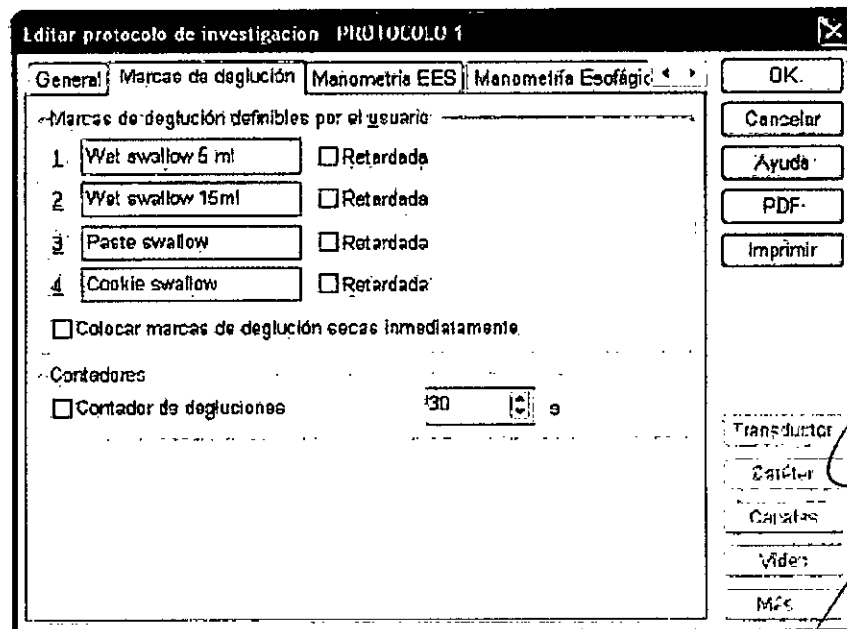 Editar protocolo de investigacion PROTOCOLO 1
General Marcas de deglución Manometria EES Manometría Esofágic
Marcas de deglución definibles por el usuario
1 Wet swallow 5 ml Retardada
2 Wet swallow 15ml Retardada
3 Paste swallow Retardada
4 Cookie swallow Retardada
Colocar marcas de deglución secas inmediatamente
Contadores
Contador de degluciones 30 s
OK
Cancelar
Ayuda
PDF
Imprimir
Transductor
Catéter
Canales
Video
Más